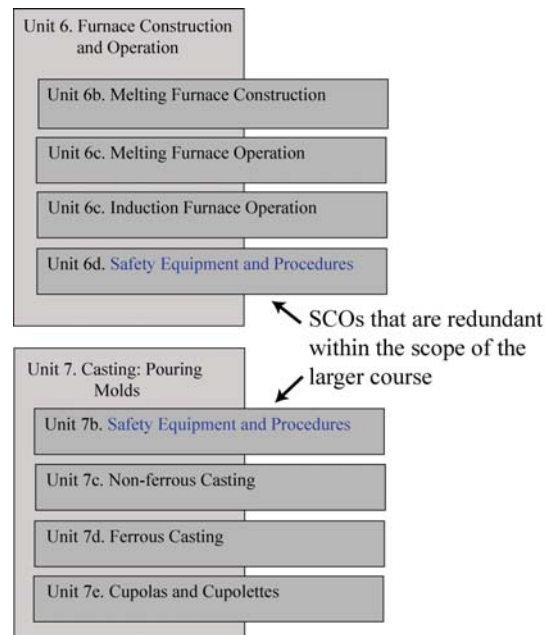 Unit 6. Furnace Construction
and Operation
Unit 6b. Melting Furnace Construction
Unit 6c. Melting Furnace Operation
Unit 6c. Induction Furnace Operation
Unit 6d. Safety Equipment and Procedures
SCOs that are redundant
within the scope of the
larger course
Unit 7. Casting: Pouring
Molds
Unit 7b. Safety Equipment and Procedures
Unit 7c. Non-ferrous Casting
Unit 7d. Ferrous Casting
Unit 7e. Cupolas and Cupolettes